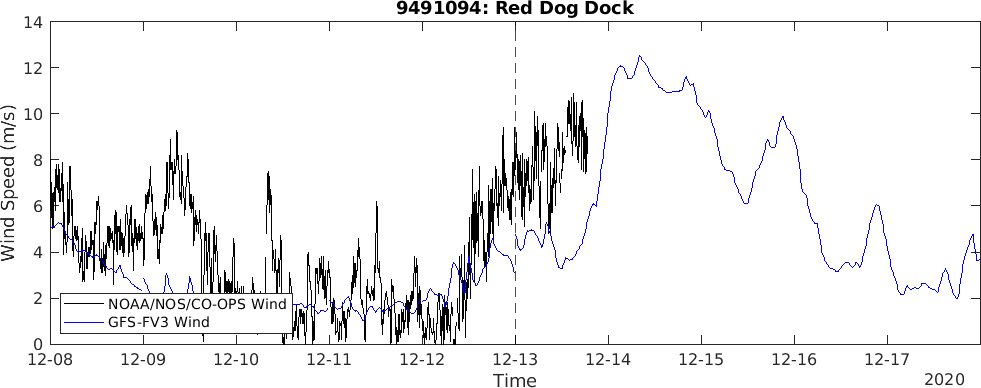 9491094: Red Dog Dock
14
12
10
8
6
4
2
0
Wind Speed (m/s)
NOAA/NOS/CO-OPS Wind
GFS-FV3 Wind
12-08 12-09 12-10 12-11 12-12 12-13 12-14 12-15 12-16 12-17
Time
2020